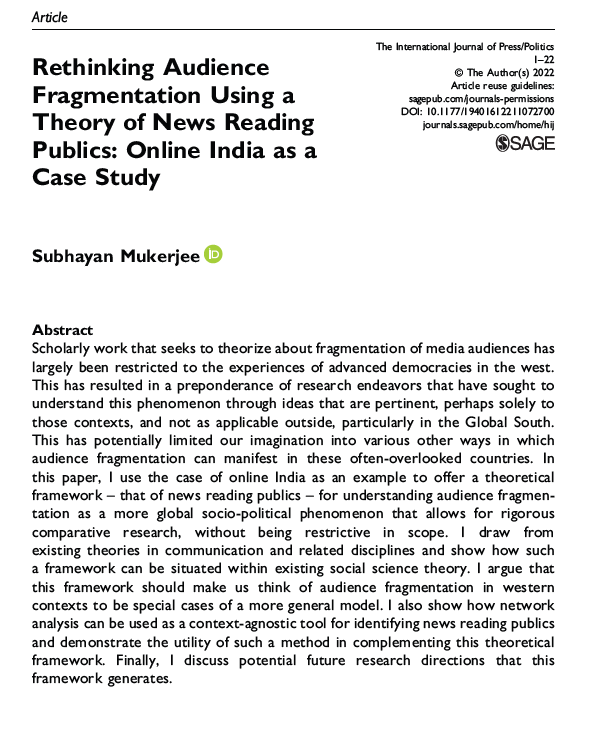 Article
Rethinking Audience
Fragmentation Using a
Theory of News Reading
Publics: Online India as a
Case Study
The International Journal of Press/Politics
1–22
© The Author(s) 2022
Article reuse guidelines:
sagepub.com/journals-permissions
DOI: 10.1177/19401612211072700
journals.sagepub.com/home/hij
SAGE
Subhayan Mukerjee iD
Abstract
Scholarly work that seeks to theorize about fragmentation of media audiences has
largely been restricted to the experiences of advanced democracies in the west.
This has resulted in a preponderance of research endeavors that have sought to
understand this phenomenon through ideas that are pertinent, perhaps solely to
those contexts, and not as applicable outside, particularly in the Global South.
This has potentially limited our imagination into various other ways in which
audience fragmentation can manifest in these often-overlooked countries. In
this paper, I use the case of online India as an example to offer a theoretical
framework – that of news reading publics – for understanding audience fragmen-
tation as a more global socio-political phenomenon that allows for rigorous
comparative research, without being restrictive in scope. I draw from
existing theories in communication and related disciplines and show how such
a framework can be situated within existing social science theory. I argue that
this framework should make us think of audience fragmentation in western
contexts to be special cases of a more general model. I also show how network
analysis can be used as a context-agnostic tool for identifying news reading publics
and demonstrate the utility of such a method in complementing this theoretical
framework. Finally, I discuss potential future research directions that this
framework generates.